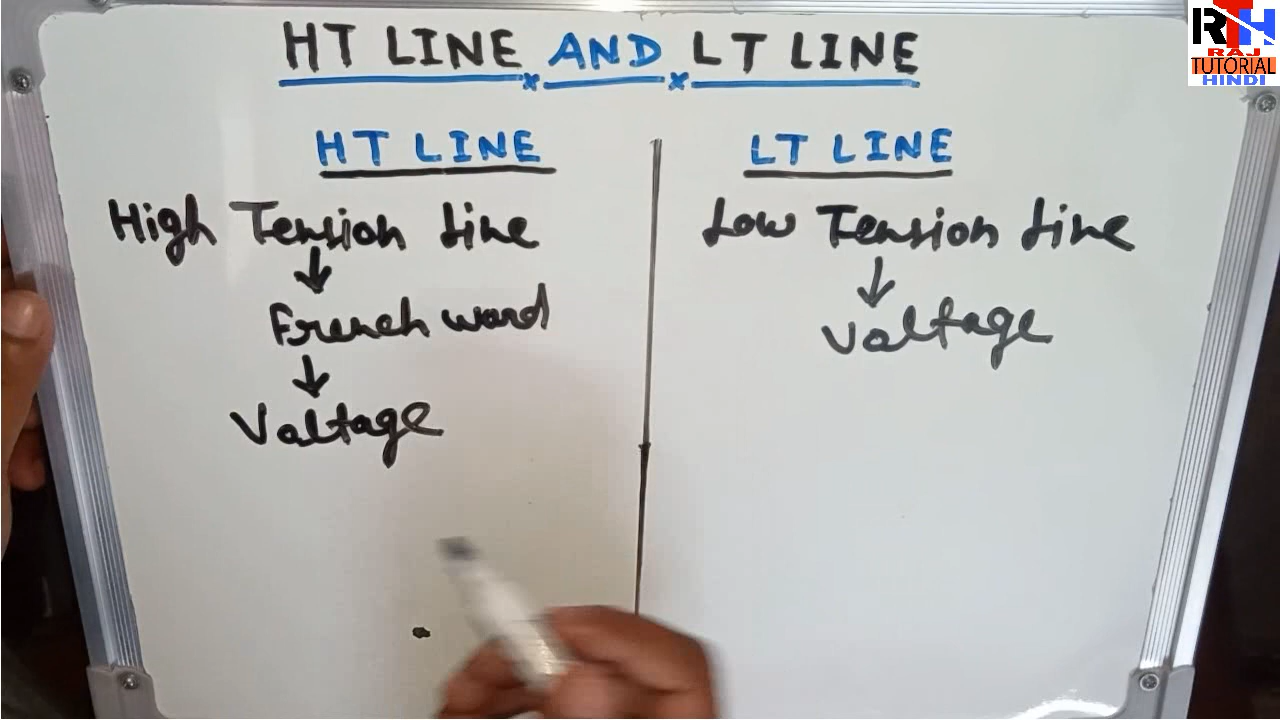 HT LINE AND LT LINE
RTH
RAJ
TUTORIAL
HINDI
HT LINE
High Tension Line
French word
Voltage
LT LINE
Low Tension Line
Voltage